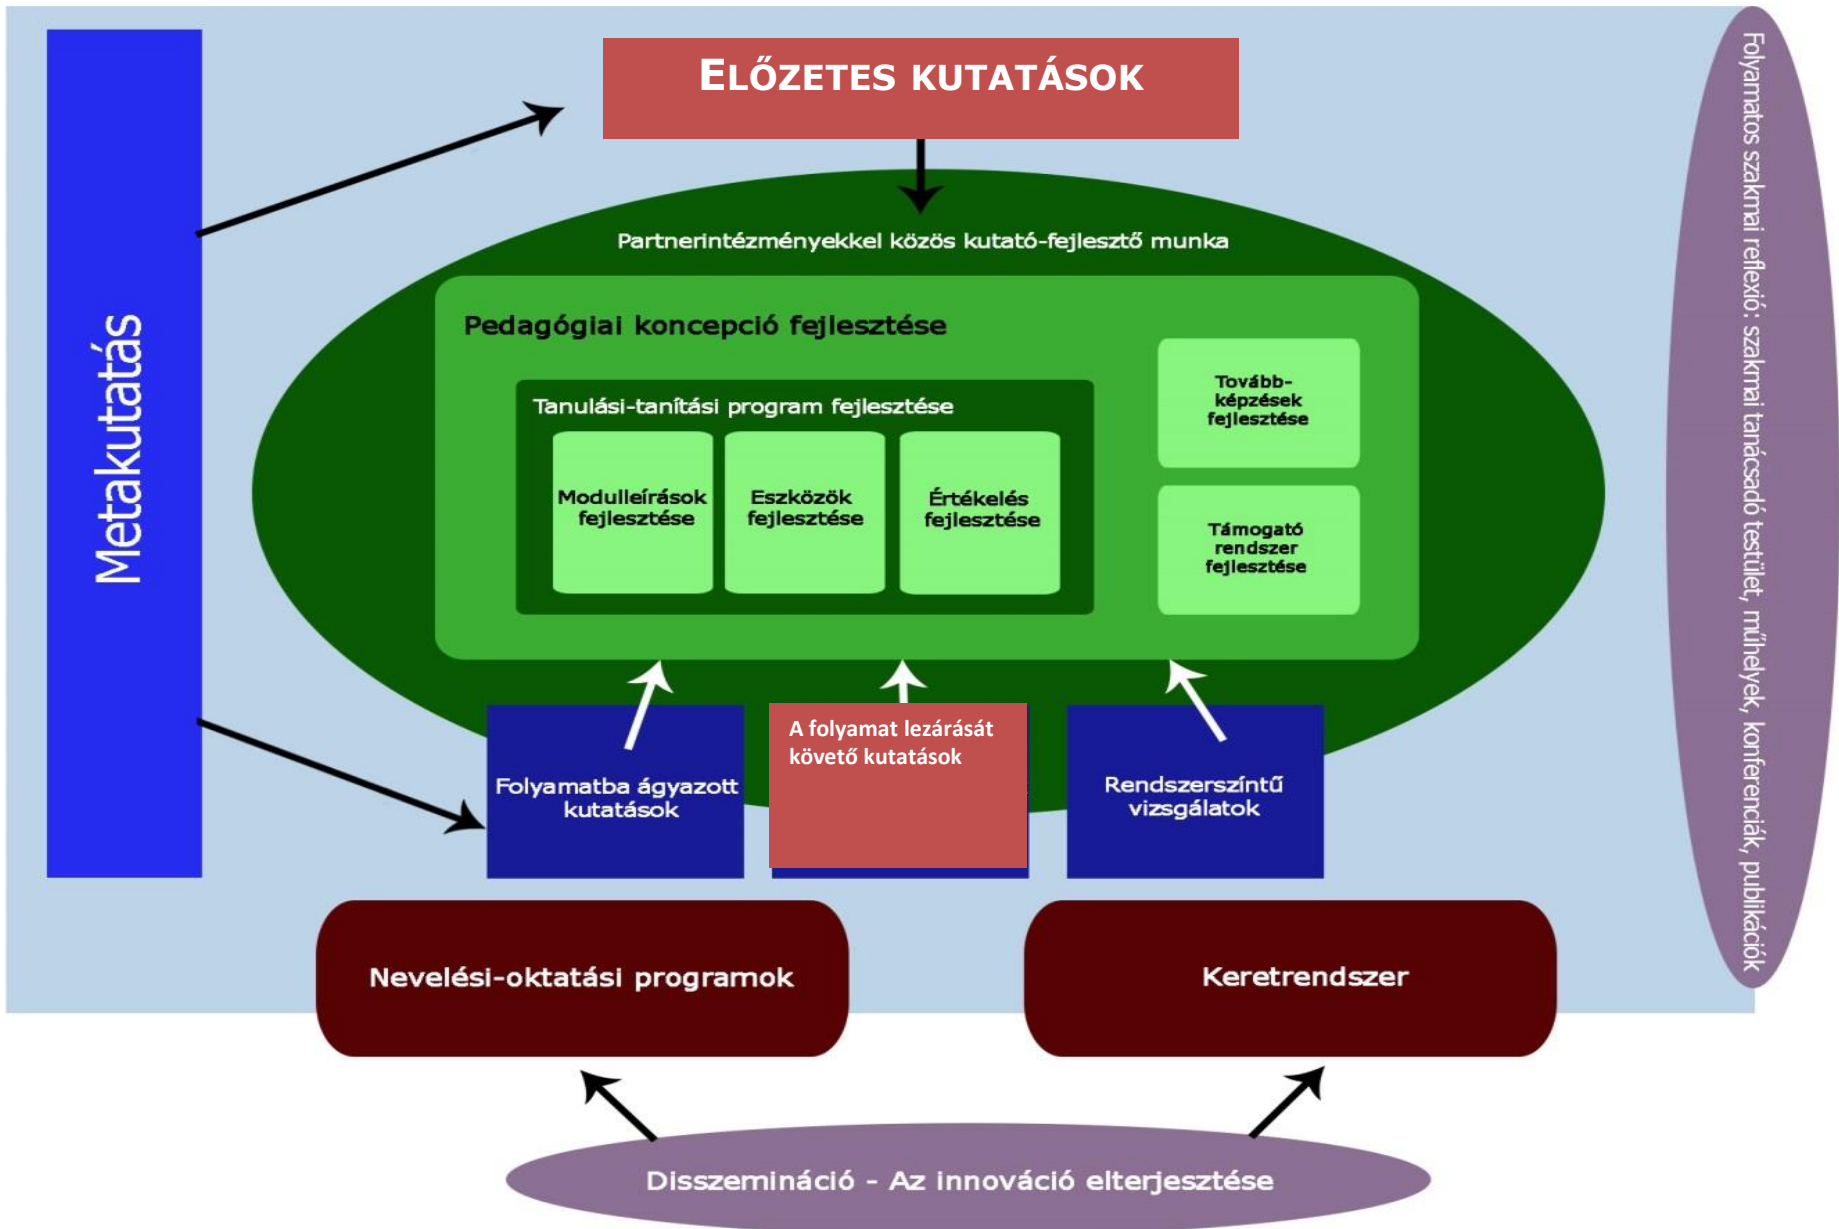 ELŐZETES KUTATÁSOK
Metakutatás
Partnerintézményekkel közös kutató-fejlesztő munka
Pedagógiai koncepció fejlesztése
Tanulási-tanítási program fejlesztése
Modulleírások
fejlesztése
Eszközök
fejlesztése
Értékelés
fejlesztése
Tovább-
képzések
fejlesztése
Támogató
rendszer
fejlesztése
Folyamatba ágyazott
kutatások
A folyamat lezárását
követő kutatások
Rendszerszíntű
vizsgálatok
Nevelési-oktatási programok
Keretrendszer
Disszemináció - Az innováció elterjesztése
Folyamatos szakmai reflexió: szakmai tanácsadó testület, műhelyek, konferenciák, publikációk